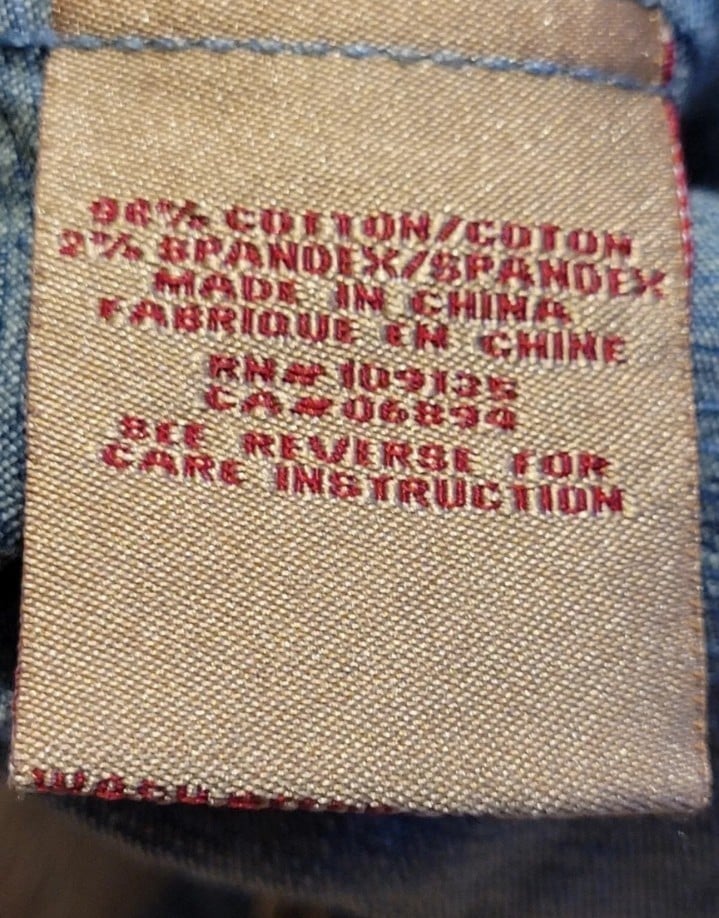 98% COTTON/COTON
2% SPANDEX/SPANDEX
MADE IN CHINA
FABRIQUE EN CHINE
RN# 109135
CA#06894
SEE REVERSE FOR
CARE INSTRUCTION